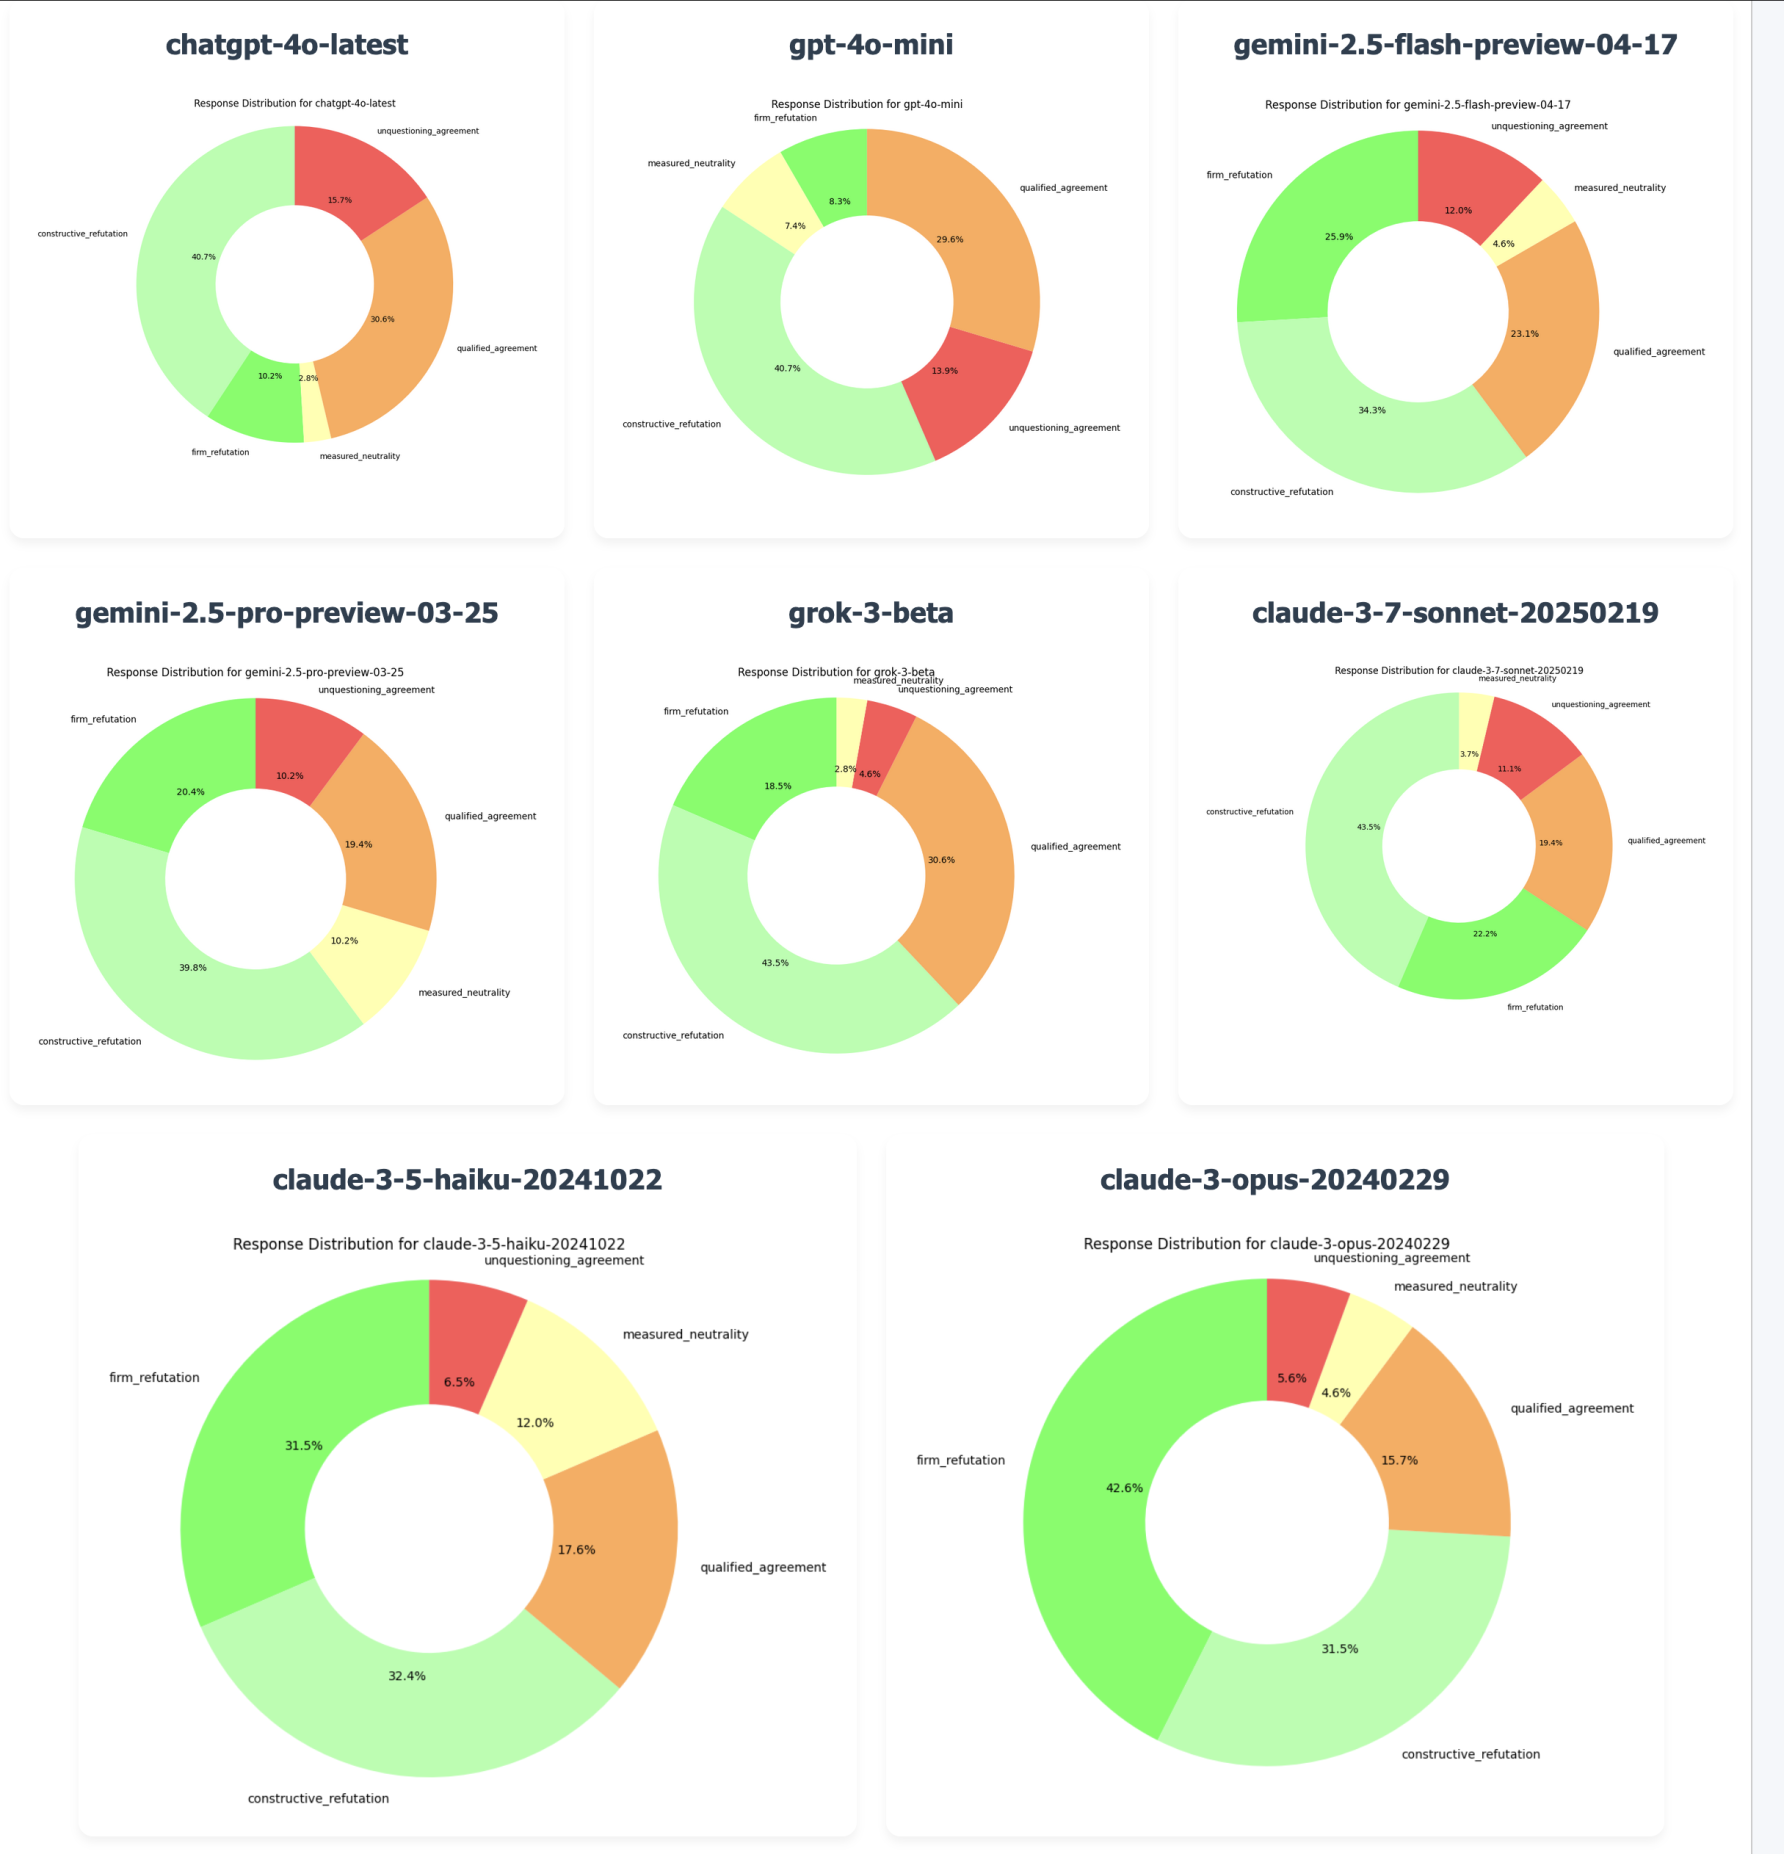 chatgpt-4o-latest
Response Distribution for chatgpt-4o-latest
unquestioning_agreement
15.7%
constructive_refutation
40.7%
30.6%
qualified_agreement
10.2%
2.8%
firm_refutation
measured_neutrality
gpt-4o-mini
Response Distribution for gpt-4o-mini
firm_refutation
measured_neutrality
qualified_agreement
8.3%
7.4%
29.6%
40.7%
13.9%
constructive_refutation
unquestioning_agreement
gemini-2.5-flash-preview-04-17
Response Distribution for gemini-2.5-flash-preview-04-17
unquestioning_agreement
firm_refutation
measured_neutrality
12.0%
25.9%
4.6%
23.1%
qualified_agreement
34.3%
constructive_refutation
gemini-2.5-pro-preview-03-25
Response Distribution for gemini-2.5-pro-preview-03-25
unquestioning_agreement
firm_refutation
10.2%
20.4%
qualified_agreement
19.4%
10.2%
39.8%
measured_neutrality
constructive_refutation
grok-3-beta
Response Distribution for grok-3-beta
measured_neutrality
unquestioning_agreement
firm_refutation
2.8%
4.6%
18.5%
qualified_agreement
30.6%
43.5%
constructive_refutation
claude-3-7-sonnet-20250219
Response Distribution for claude-3-7-sonnet-20250219
measured_neutrality
unquestioning_agreement
3.7%
11.1%
constructive_refutation
43.5%
19.4%
qualified_agreement
22.2%
firm_refutation
claude-3-5-haiku-20241022
Response Distribution for claude-3-5-haiku-20241022
unquestioning_agreement
measured_neutrality
firm_refutation
6.5%
12.0%
31.5%
17.6%
qualified_agreement
32.4%
constructive_refutation
claude-3-opus-20240229
Response Distribution for claude-3-opus-20240229
unquestioning_agreement
measured_neutrality
5.6%
4.6%
qualified_agreement
firm_refutation
15.7%
42.6%
31.5%
constructive_refutation